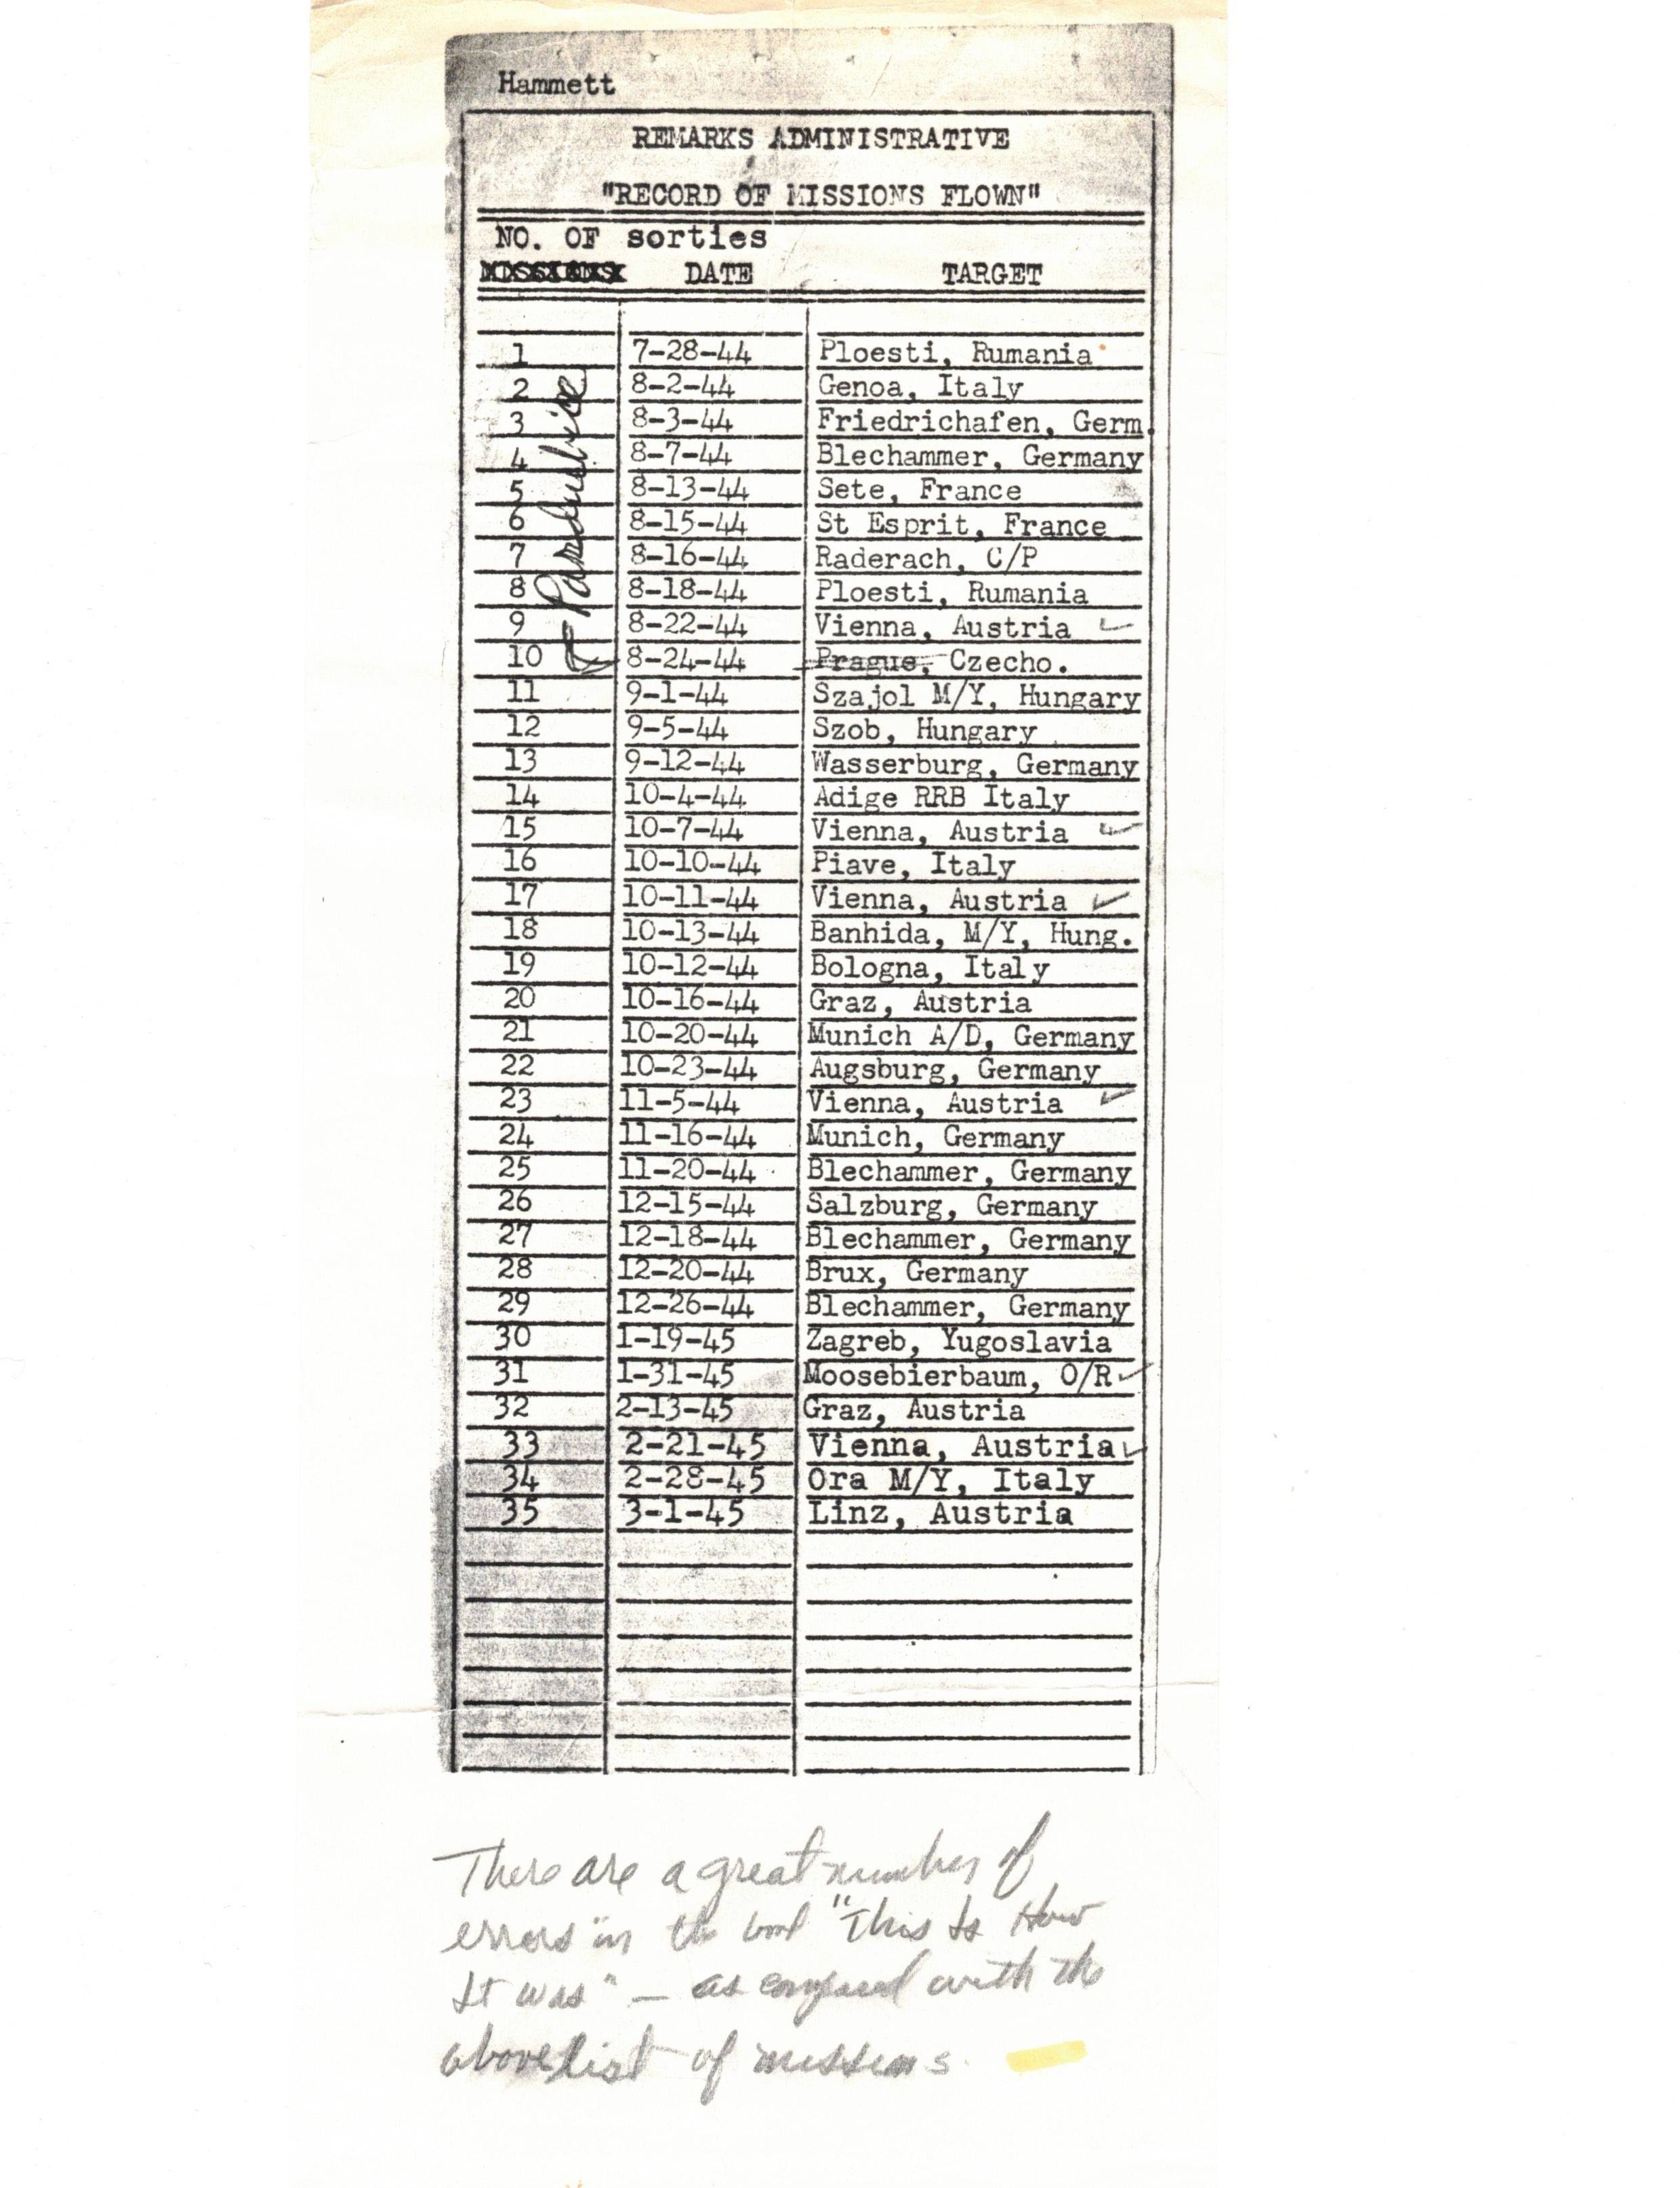 Hammett
REMARKS ADMINISTRATIVE
"RECORD OF MISSIONS FLOWN"
NO. OF sorties
MISSIONS DATE TARGET
1 7-28-44 Ploesti, Rumania
2 8-2-44 Genoa, Italy
3 8-3-44 Friedrichafen, Germ.
4 8-7-44 Blechammer, Germany
5 8-13-44 Sete, France
6 8-15-44 St Esprit, France
7 8-16-44 Raderach, C/P
8 8-18-44 Ploesti, Rumania
9 8-22-44 Vienna, Austria ✓
10 8-24-44 Prague, Czecho.
Pardubice
11 9-1-44 Szajol M/Y, Hungary
12 9-5-44 Szob, Hungary
13 9-12-44 Wasserburg, Germany
14 10-4-44 Adige RRB Italy
15 10-7-44 Vienna, Austria ✓
16 10-10-44 Piave, Italy
17 10-11-44 Vienna, Austria ✓
18 10-13-44 Banhida, M/Y, Hung.
19 10-12-44 Bologna, Italy
20 10-16-44 Graz, Austria
21 10-20-44 Munich A/D, Germany
22 10-23-44 Augsburg, Germany
23 11-5-44 Vienna, Austria ✓
24 11-16-44 Munich, Germany
25 11-20-44 Blechammer, Germany
26 12-15-44 Salzburg, Germany
27 12-18-44 Blechammer, Germany
28 12-20-44 Brux, Germany
29 12-26-44 Blechammer, Germany
30 1-19-45 Zagreb, Yugoslavia
31 1-31-45 Moosebierbaum, O/R ✓
32 2-13-45 Graz, Austria
33 2-21-45 Vienna, Austria ✓
34 2-28-45 Ora M/Y, Italy
35 3-1-45 Linz, Austria
There are a great number of
errors in the book "This Is How
It was" – as compared with the
above list of missions.